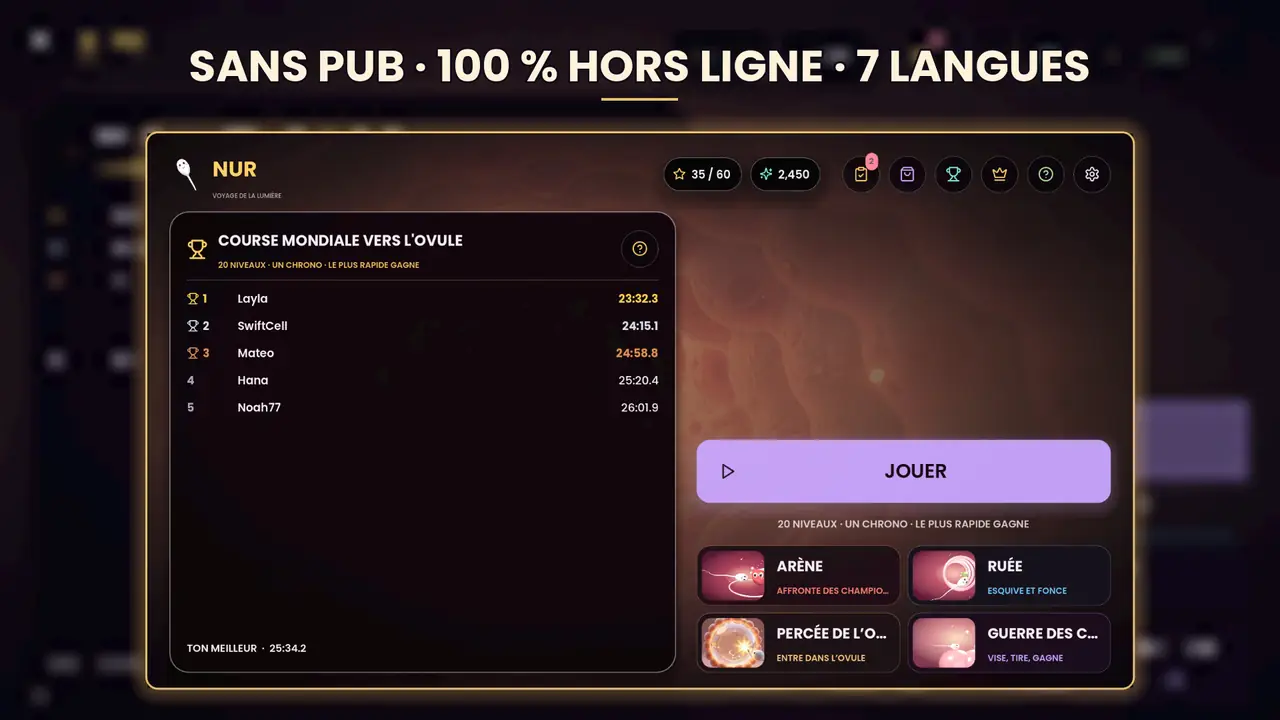 SANS PUB · 100 % HORS LIGNE · 7 LANGUES
NUR
VOYAGE DE LA LUMIÈRE
35 / 60
2,450
2
COURSE MONDIALE VERS L'OVULE
20 NIVEAUX · UN CHRONO · LE PLUS RAPIDE GAGNE
1 Layla 23:32.3
2 SwiftCell 24:15.1
3 Mateo 24:58.8
4 Hana 25:20.4
5 Noah77 26:01.9
TON MEILLEUR · 25:34.2
JOUER
20 NIVEAUX · UN CHRONO · LE PLUS RAPIDE GAGNE
ARÈNE
AFFRONTE DES CHAMPIO...
RUÉE
ESQUIVE ET FONCE
PERCÉE DE L'O...
ENTRE DANS L'OVULE
GUERRE DES C...
VISE, TIRE, GAGNE